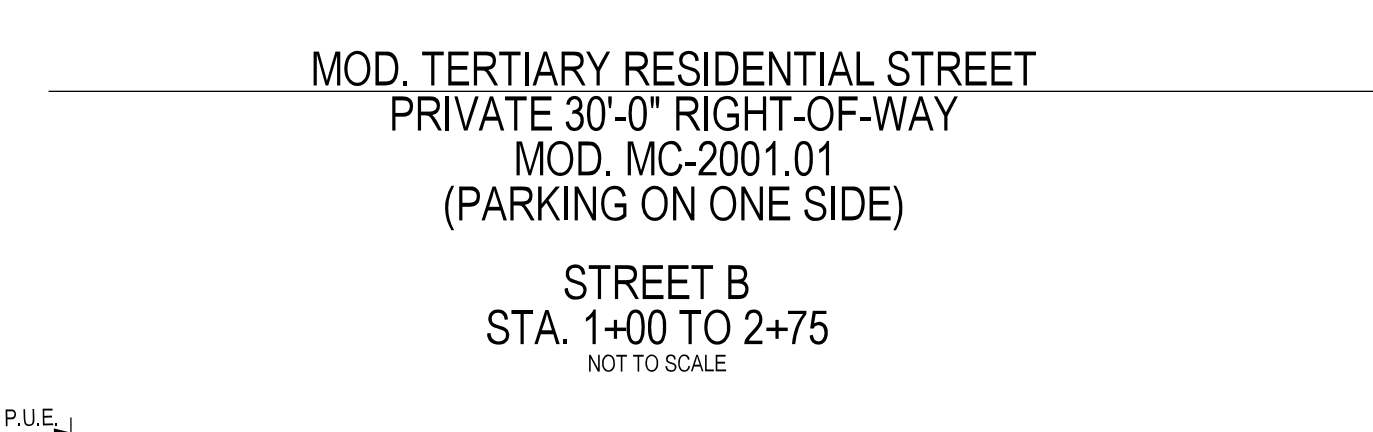 MOD. TERTIARY RESIDENTIAL STREET
PRIVATE 30'-0" RIGHT-OF-WAY
MOD. MC-2001.01
(PARKING ON ONE SIDE)
STREET B
STA. 1+00 TO 2+75
NOT TO SCALE
P.U.E.